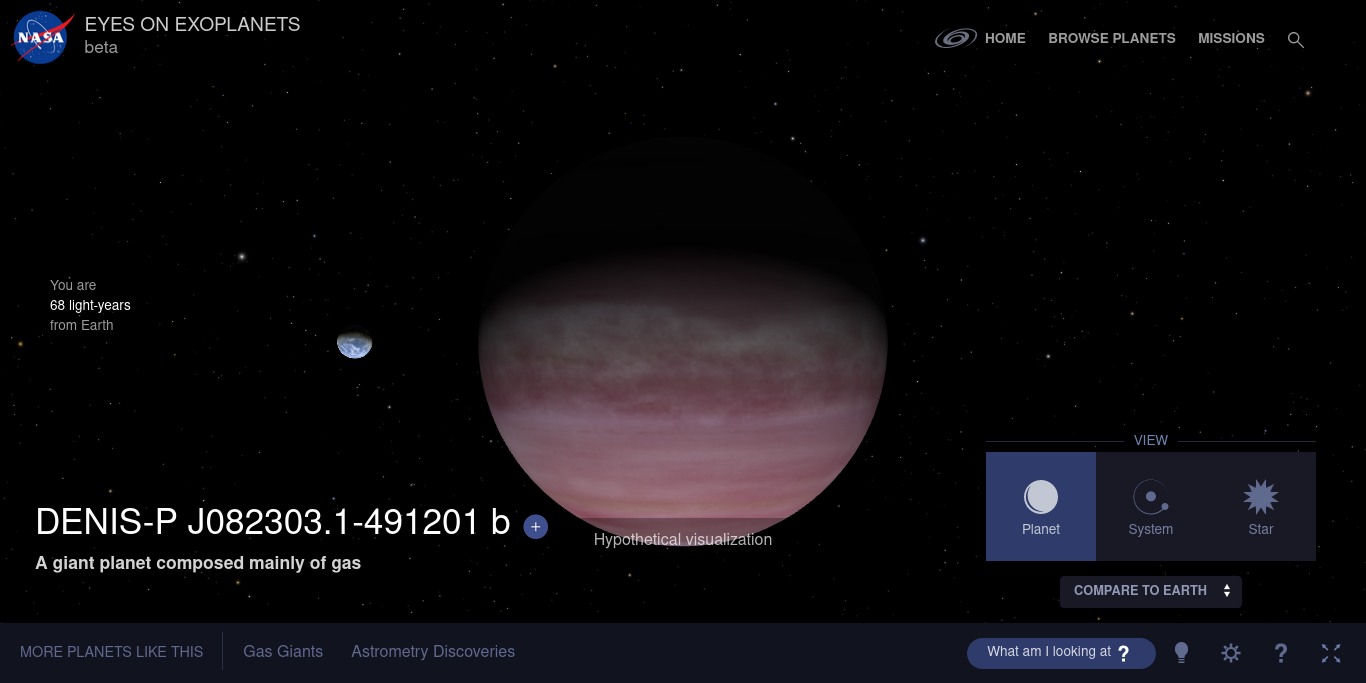 NASA
EYES ON EXOPLANETS
beta
HOME
BROWSE PLANETS
MISSIONS
You are
68 light-years
from Earth
VIEW
Planet
System
Star
DENIS-P J082303.1-491201 b +
Hypothetical visualization
A giant planet composed mainly of gas
COMPARE TO EARTH
MORE PLANETS LIKE THIS
Gas Giants
Astrometry Discoveries
What am I looking at ?
?